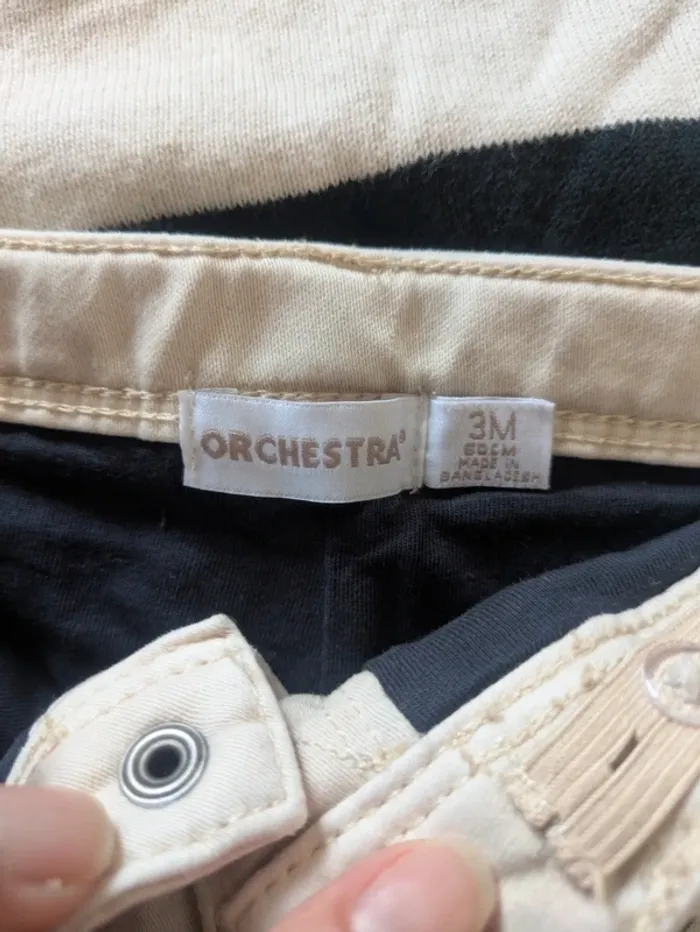 ORCHESTRA®
3M
60CM
MADE IN
BANGLADESH